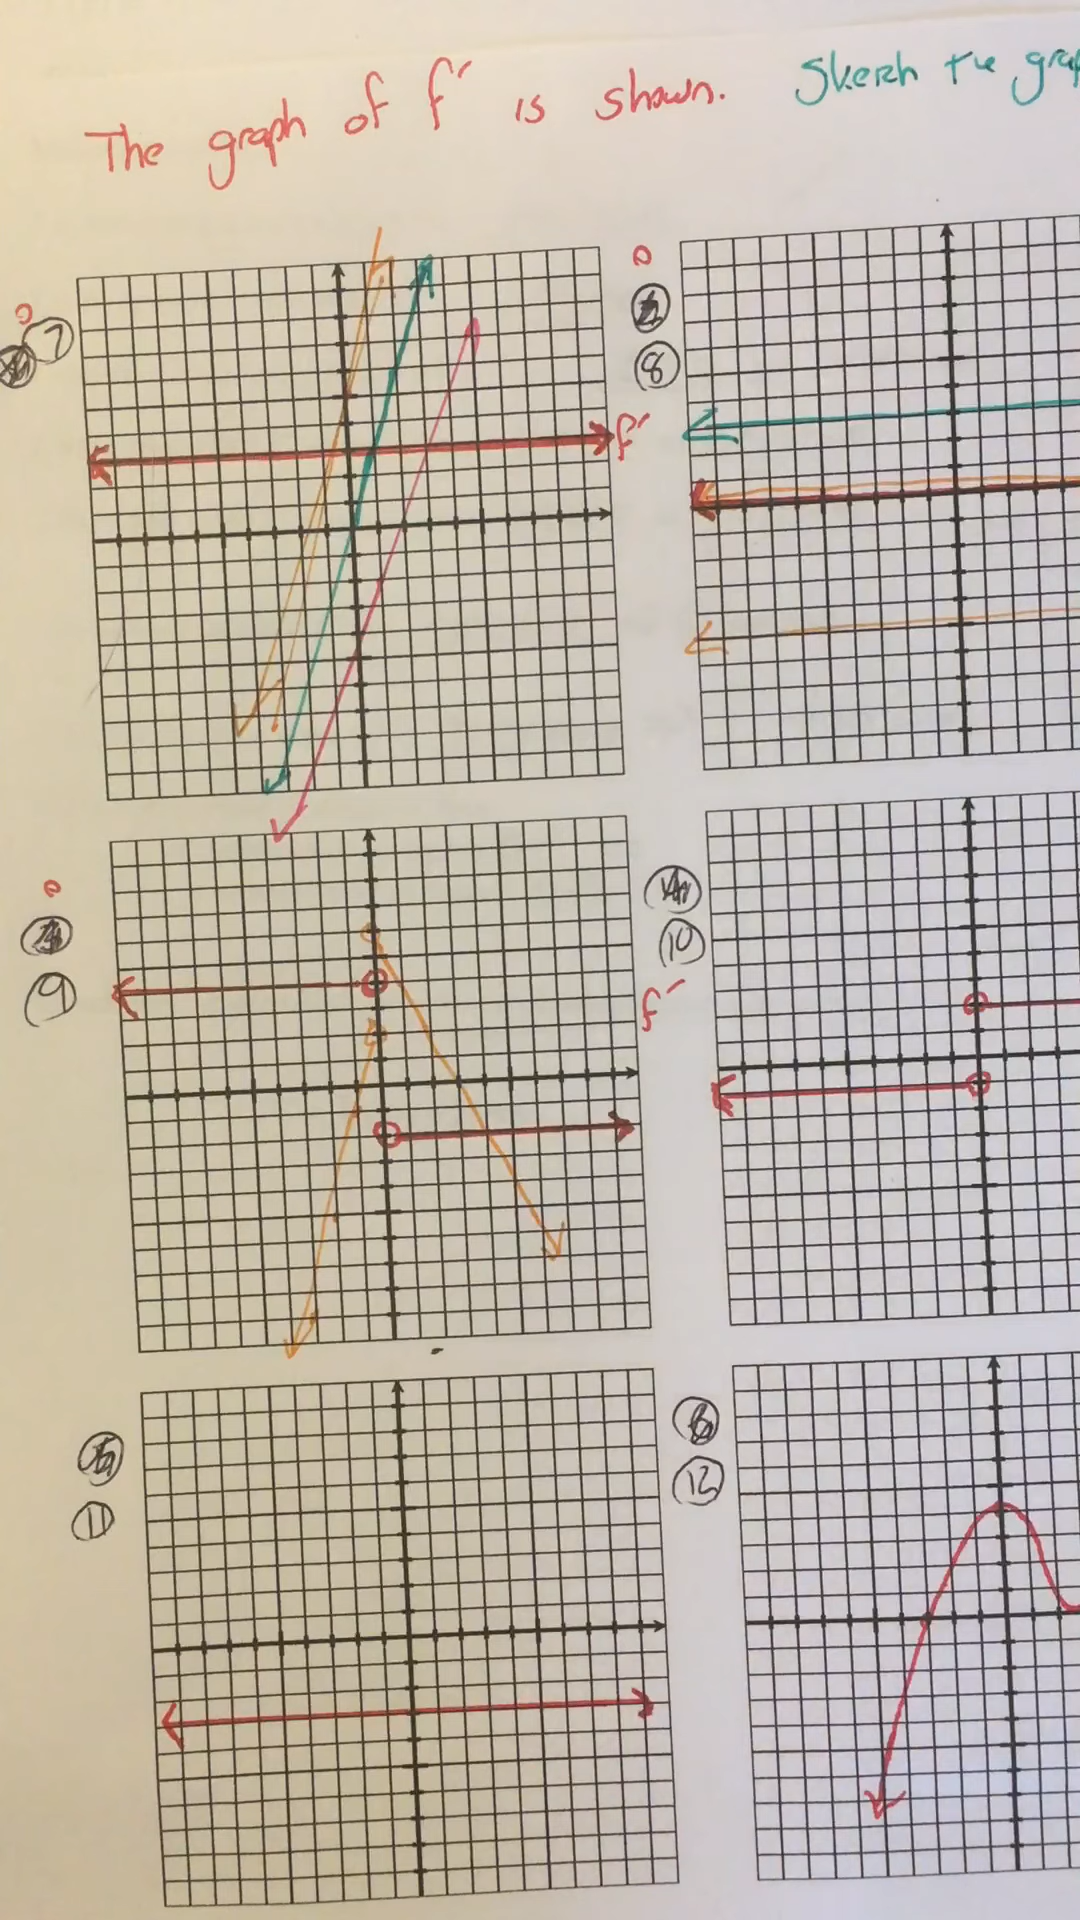 The graph of f' is shown. Sketch the
7
f'
8
9
f'
10
11
12